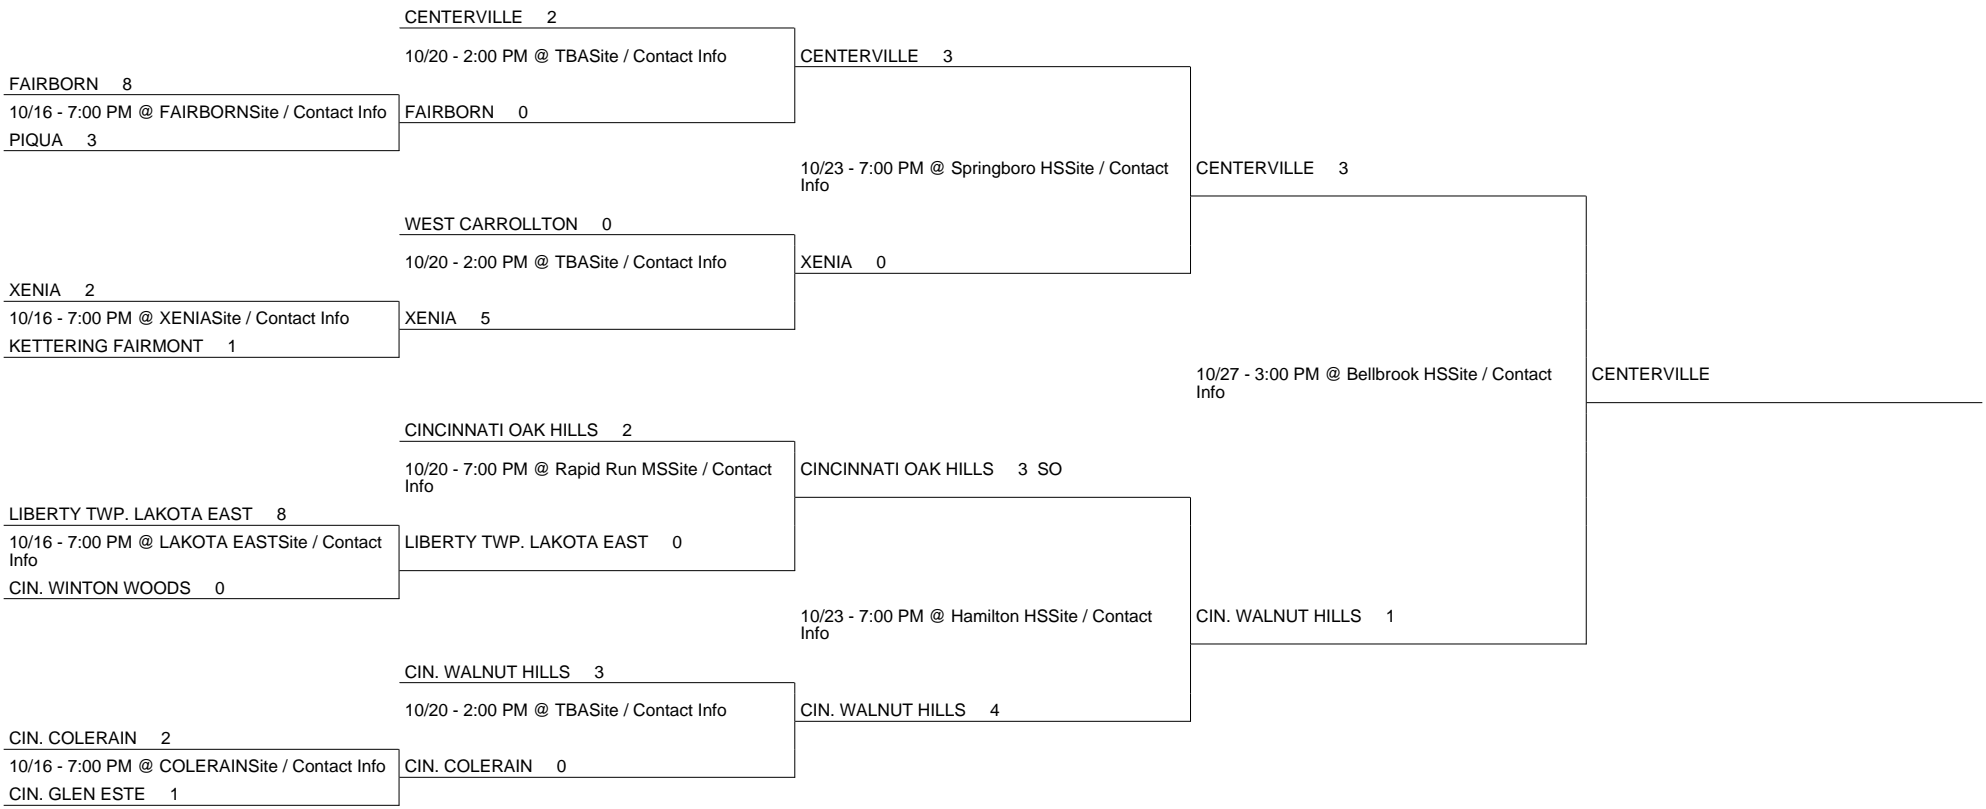 CENTERVILLE 2
10/20 - 2:00 PM @ TBASite / Contact Info
CENTERVILLE 3
FAIRBORN 8
10/16 - 7:00 PM @ FAIRBORNSite / Contact Info
FAIRBORN 0
PIQUA 3
10/23 - 7:00 PM @ Springboro HSSite / Contact
Info
CENTERVILLE 3
WEST CARROLLTON 0
10/20 - 2:00 PM @ TBASite / Contact Info
XENIA 0
XENIA 2
10/16 - 7:00 PM @ XENIASite / Contact Info
XENIA 5
KETTERING FAIRMONT 1
10/27 - 3:00 PM @ Bellbrook HSSite / Contact
Info
CENTERVILLE
CINCINNATI OAK HILLS 2
10/20 - 7:00 PM @ Rapid Run MSSite / Contact
Info
CINCINNATI OAK HILLS 3 SO
LIBERTY TWP. LAKOTA EAST 8
10/16 - 7:00 PM @ LAKOTA EASTSite / Contact
Info
LIBERTY TWP. LAKOTA EAST 0
CIN. WINTON WOODS 0
10/23 - 7:00 PM @ Hamilton HSSite / Contact
Info
CIN. WALNUT HILLS 1
CIN. WALNUT HILLS 3
10/20 - 2:00 PM @ TBASite / Contact Info
CIN. WALNUT HILLS 4
CIN. COLERAIN 2
10/16 - 7:00 PM @ COLERAINSite / Contact Info
CIN. COLERAIN 0
CIN. GLEN ESTE 1